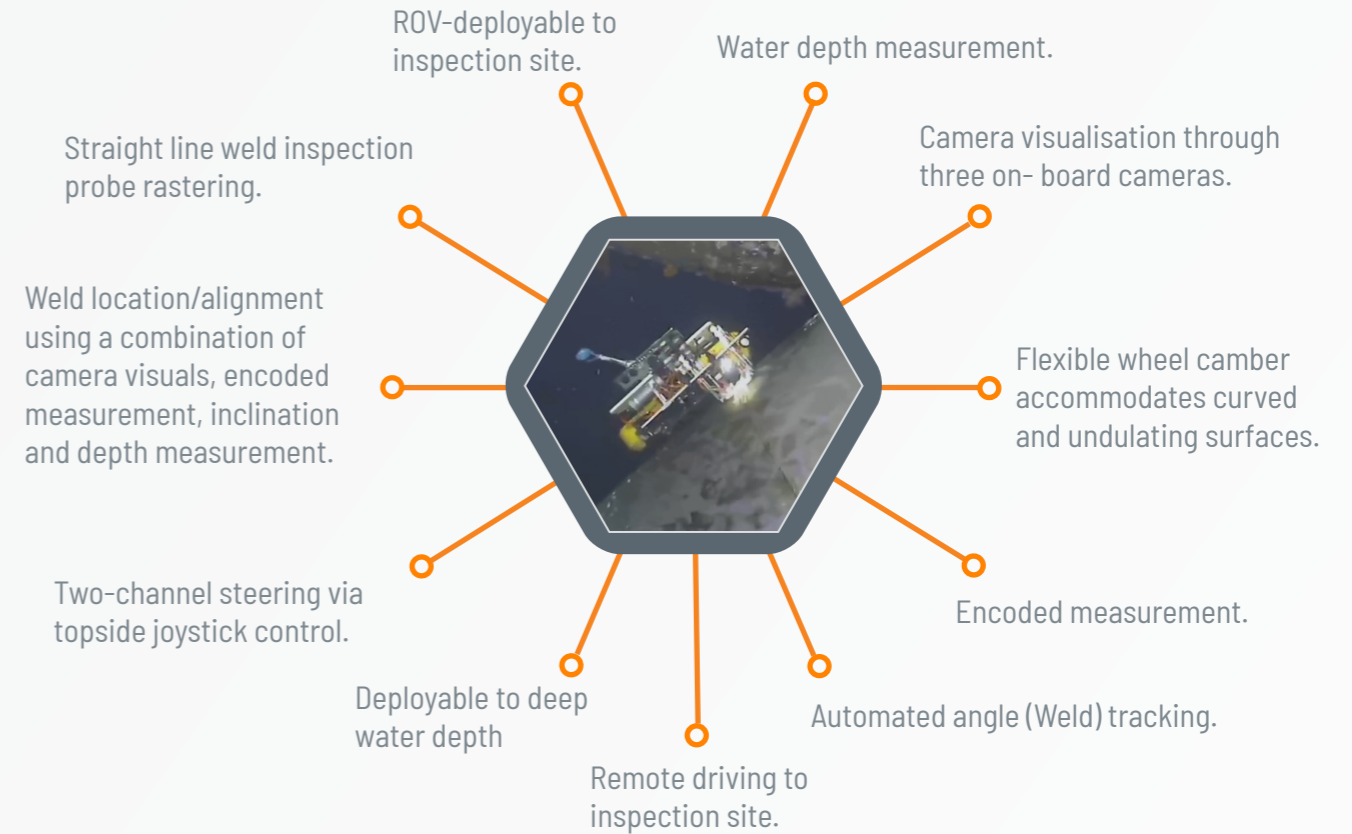 ROV-deployable to
inspection site.
Water depth measurement.
Camera visualisation through
three on- board cameras.
Straight line weld inspection
probe rastering.
Weld location/alignment
using a combination of
camera visuals, encoded
measurement, inclination
and depth measurement.
Flexible wheel camber
accommodates curved
and undulating surfaces.
Two-channel steering via
topside joystick control.
Encoded measurement.
Deployable to deep
water depth
Automated angle (Weld) tracking.
Remote driving to
inspection site.